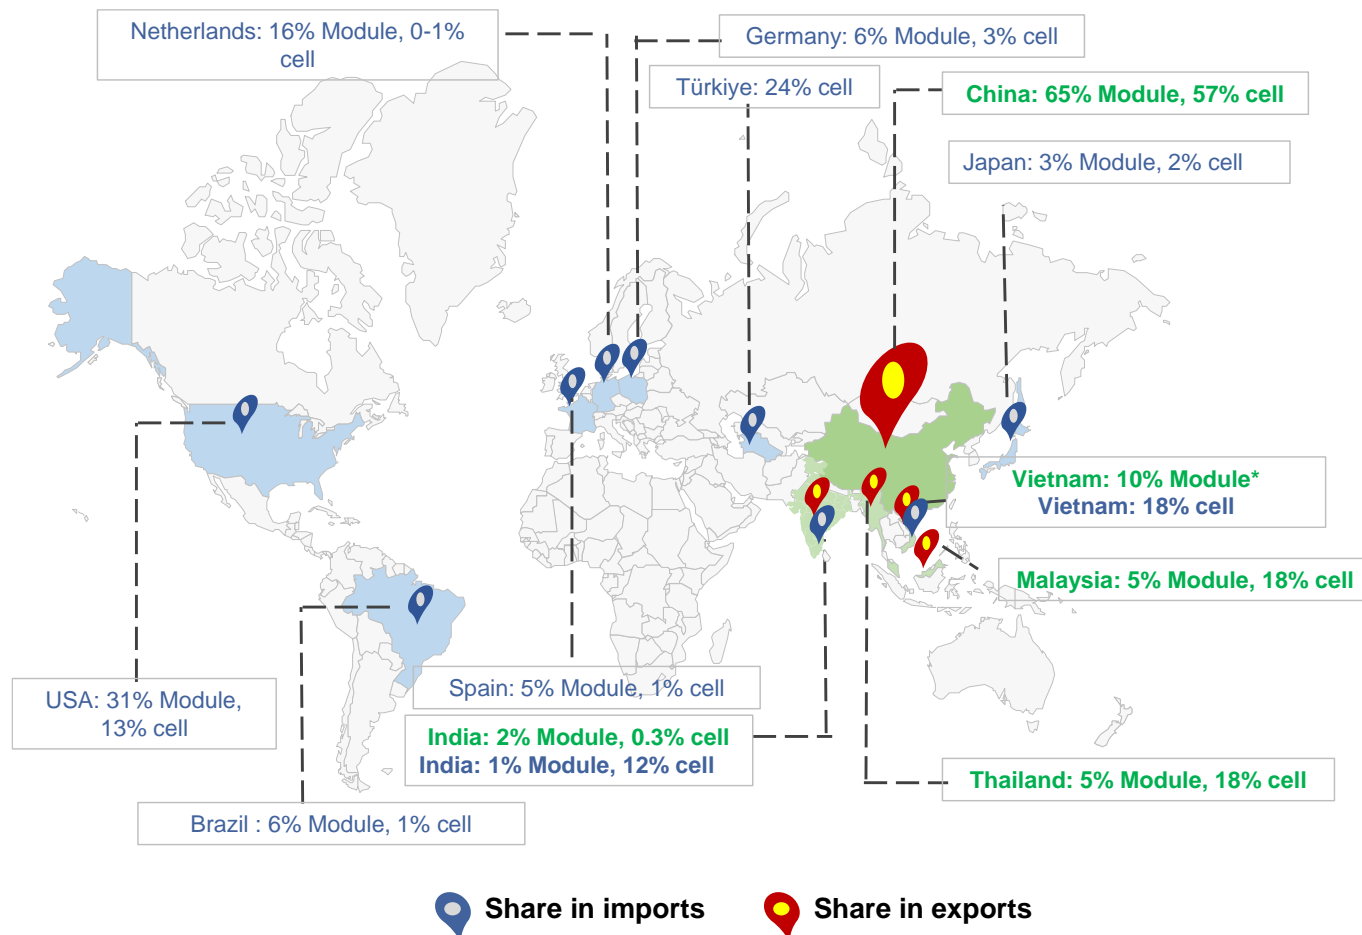 Netherlands: 16% Module, 0-1%
cell
Germany: 6% Module, 3% cell
Türkiye: 24% cell
China: 65% Module, 57% cell
Japan: 3% Module, 2% cell
Vietnam: 10% Module*
Vietnam: 18% cell
Malaysia: 5% Module, 18% cell
USA: 31% Module,
13% cell
Spain: 5% Module, 1% cell
India: 2% Module, 0.3% cell
India: 1% Module, 12% cell
Thailand: 5% Module, 18% cell
Brazil : 6% Module, 1% cell
Share in imports
Share in exports